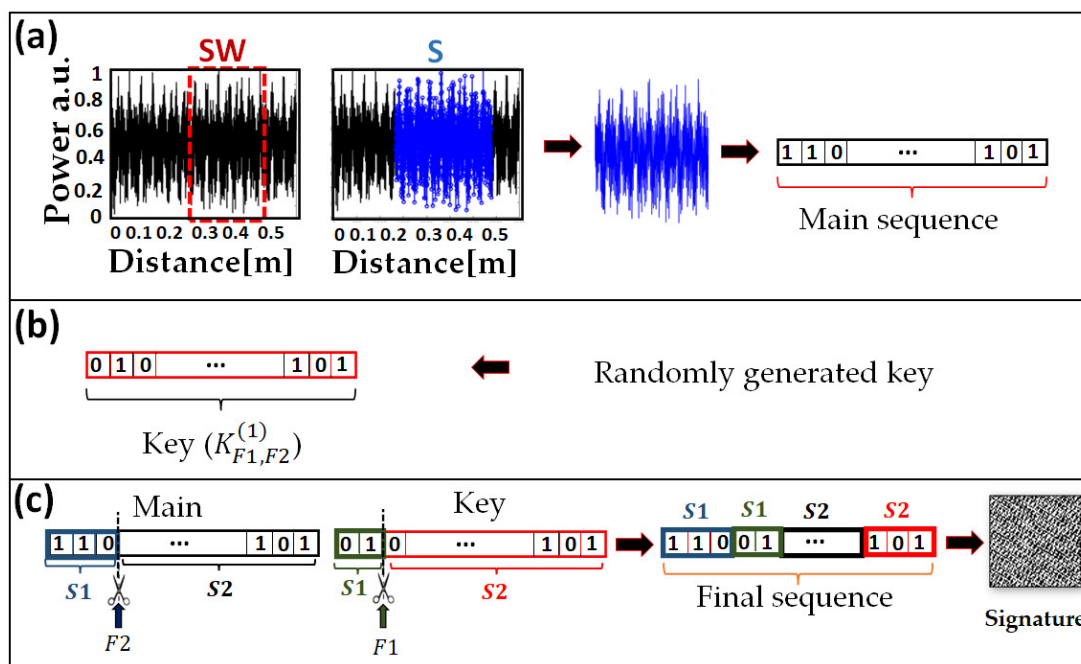 (a)
SW
S
Power a.u.
1
0.8
0.6
0.4
0.2
0
0 0.1 0.2 0.3 0.4 0.5
Distance[m]
0 0.1 0.2 0.3 0.4 0.5
Distance[m]
1 1 0 ... 1 0 1
Main sequence
(b)
0 1 0 ... 1 0 1
Key (K_{F1,F2}^{(1)})
Randomly generated key
(c)
Main
1 1 0 ... 1 0 1
S1 S2
F2
Key
0 1 0 ... 1 0 1
S1 S2
F1
S1 S1 S2 S2
1 1 0 0 1 ... 1 0 1
Final sequence
Signature